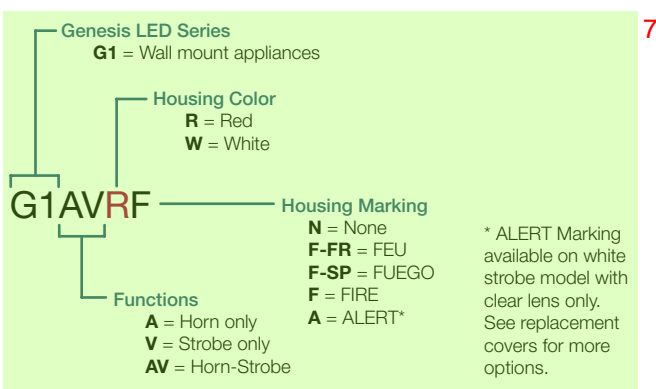 7
Genesis LED Series
G1 = Wall mount appliances
Housing Color
R = Red
W = White
G1AVRF
Housing Marking
N = None
F-FR = FEU
F-SP = FUEGO
F = FIRE
A = ALERT*
* ALERT Marking
available on white
strobe model with
clear lens only.
See replacement
covers for more
options.
Functions
A = Horn only
V = Strobe only
AV = Horn-Strobe